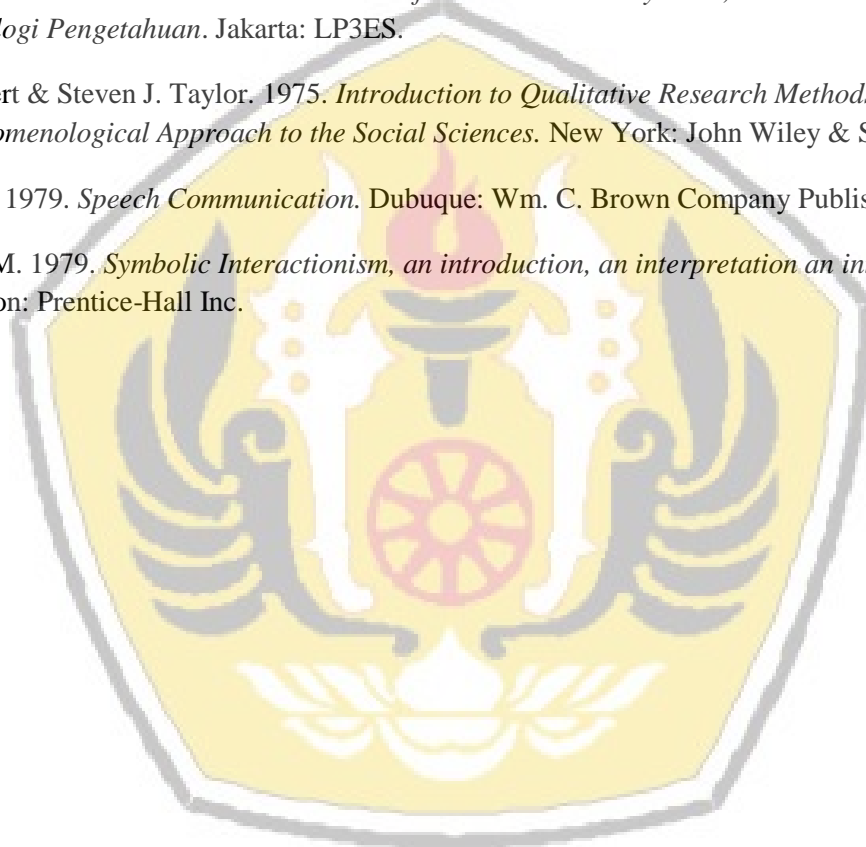 logi Pengetahuan. Jakarta: LP3ES.
ert & Steven J. Taylor. 1975. Introduction to Qualitative Research Methods
omenological Approach to the Social Sciences. New York: John Wiley & S
1979. Speech Communication. Dubuque: Wm. C. Brown Company Publis
M. 1979. Symbolic Interactionism, an introduction, an interpretation an in
on: Prentice-Hall Inc.